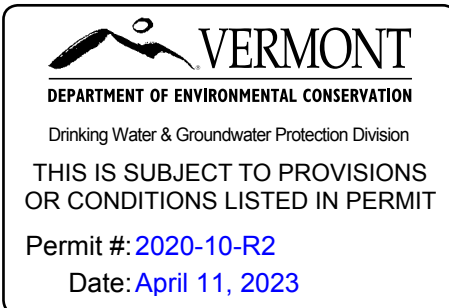 VERMONT
DEPARTMENT OF ENVIRONMENTAL CONSERVATION
Drinking Water & Groundwater Protection Division
THIS IS SUBJECT TO PROVISIONS
OR CONDITIONS LISTED IN PERMIT
Permit #: 2020-10-R2
Date: April 11, 2023